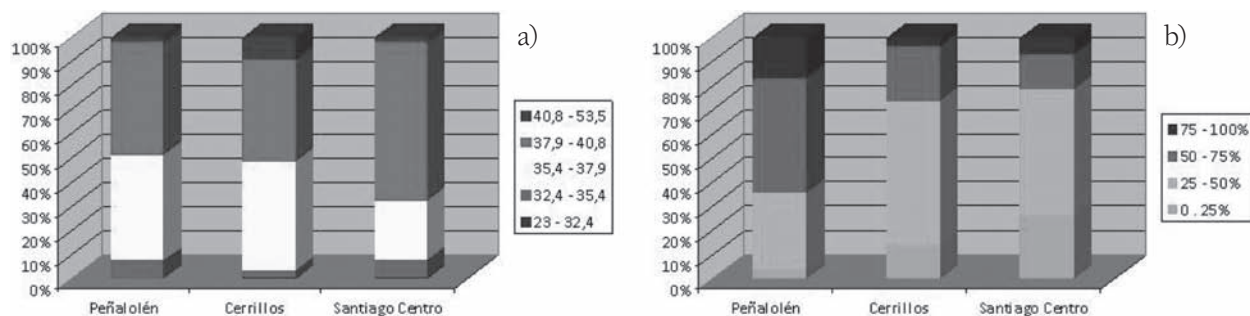 a)
100%
90%
80%
70%
60%
50%
40%
30%
20%
10%
0%
Peñalolén Cerrillos Santiago Centro
40,8 - 53,5
37,9 - 40,8
35,4 - 37,9
32,4 - 35,4
23 - 32,4
b)
100%
90%
80%
70%
60%
50%
40%
30%
20%
10%
0%
Peñalolén Cerrillos Santiago Centro
75 - 100%
50 - 75%
25 - 50%
0 . 25%